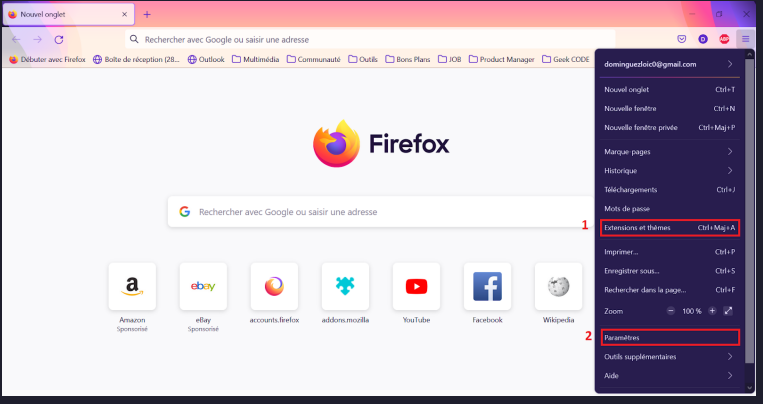 Nouvel onglet
Rechercher avec Google ou saisir une adresse
Débuter avec Firefox Boîte de réception (28... Outlook Multimédia Communauté Outils Bons Plans JOB Product Manager Geek CODE
D ABP
dominguezloic0@gmail.com
Nouvel onglet Ctrl+T
Nouvelle fenêtre Ctrl+N
Nouvelle fenêtre privée Ctrl+Maj+P
Marque-pages
Historique
Téléchargements Ctrl+J
Mots de passe
1 Extensions et thèmes Ctrl+Maj+A
Imprimer... Ctrl+P
Enregistrer sous... Ctrl+S
Rechercher dans la page... Ctrl+F
Zoom 100 %
2 Paramètres
Outils supplémentaires
Aide
Firefox
Rechercher avec Google ou saisir une adresse
a ebay
Amazon eBay accounts.firefox addons.mozilla YouTube Facebook Wikipedia
Sponsorisé Sponsorisé